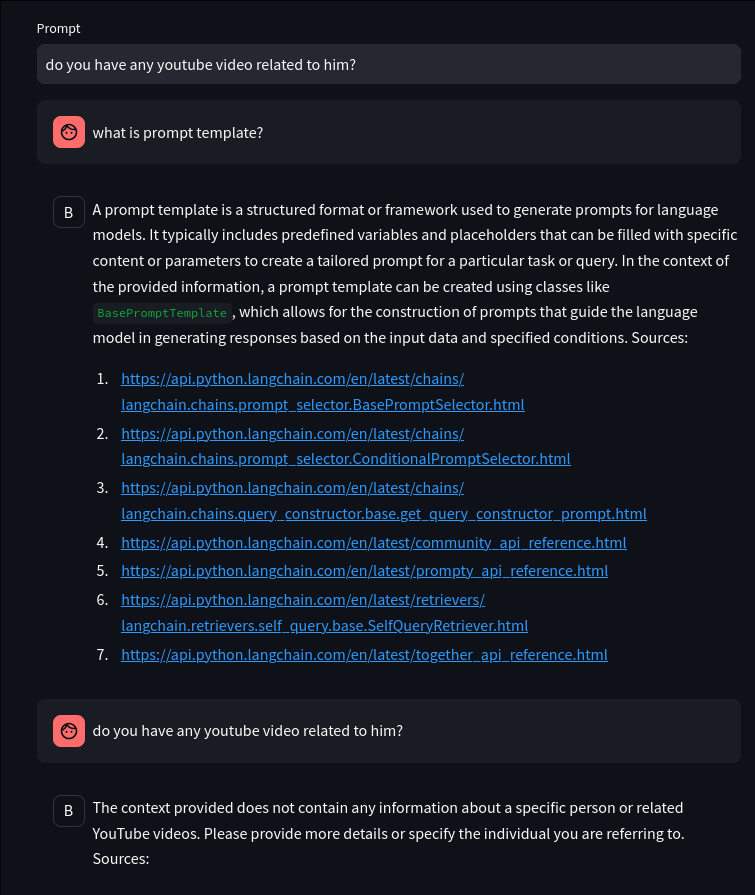 Prompt
do you have any youtube video related to him?
what is prompt template?
B
A prompt template is a structured format or framework used to generate prompts for language
models. It typically includes predefined variables and placeholders that can be filled with specific
content or parameters to create a tailored prompt for a particular task or query. In the context of
the provided information, a prompt template can be created using classes like
BasePromptTemplate , which allows for the construction of prompts that guide the language
model in generating responses based on the input data and specified conditions. Sources:
1. https://api.python.langchain.com/en/latest/chains/
langchain.chains.prompt_selector.BasePromptSelector.html
2. https://api.python.langchain.com/en/latest/chains/
langchain.chains.prompt_selector.ConditionalPromptSelector.html
3. https://api.python.langchain.com/en/latest/chains/
langchain.chains.query_constructor.base.get_query_constructor_prompt.html
4. https://api.python.langchain.com/en/latest/community_api_reference.html
5. https://api.python.langchain.com/en/latest/prompty_api_reference.html
6. https://api.python.langchain.com/en/latest/retrievers/
langchain.retrievers.self_query.base.SelfQueryRetriever.html
7. https://api.python.langchain.com/en/latest/together_api_reference.html
do you have any youtube video related to him?
B
The context provided does not contain any information about a specific person or related
YouTube videos. Please provide more details or specify the individual you are referring to.
Sources: